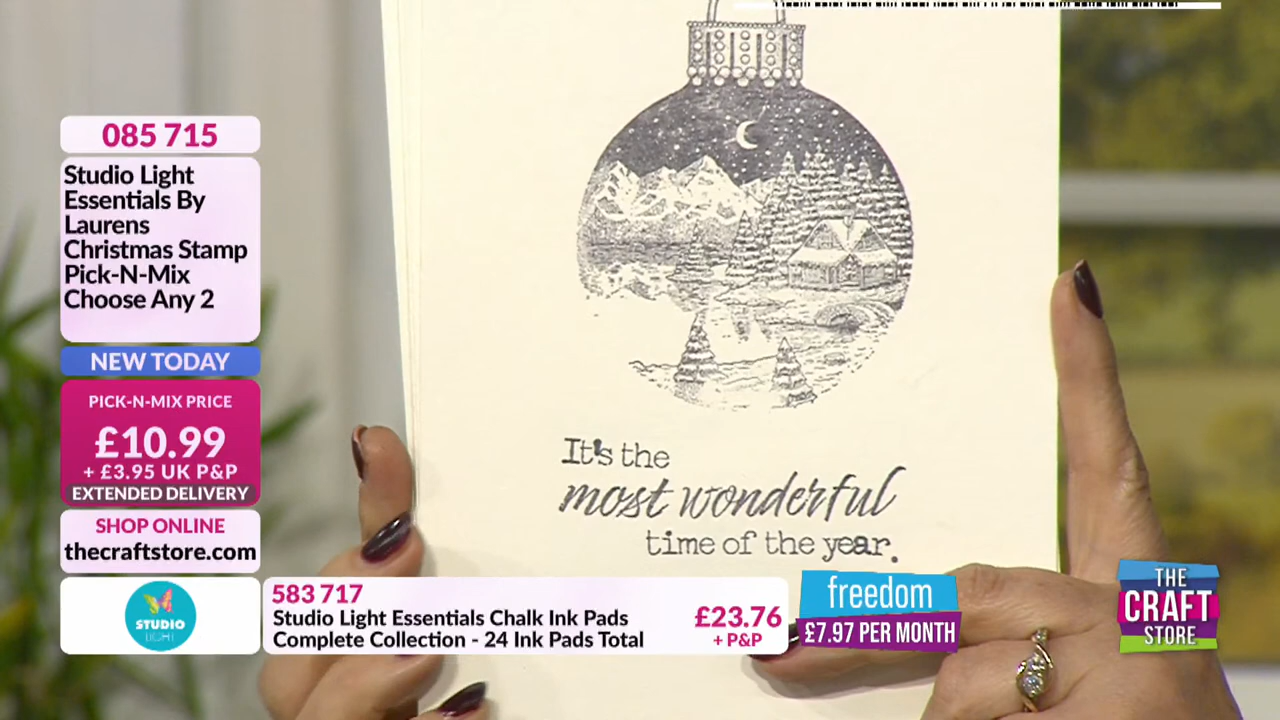 085 715
Studio Light
Essentials By
Laurens
Christmas Stamp
Pick-N-Mix
Choose Any 2
NEW TODAY
PICK-N-MIX PRICE
£10.99
+ £3.95 UK P&P
EXTENDED DELIVERY
SHOP ONLINE
thecraftstore.com
STUDIO
LIGHT
583 717
Studio Light Essentials Chalk Ink Pads
Complete Collection - 24 Ink Pads Total
£23.76
+ P&P
freedom
£7.97 PER MONTH
THE
CRAFT
STORE
It's the
most wonderful
time of the year.